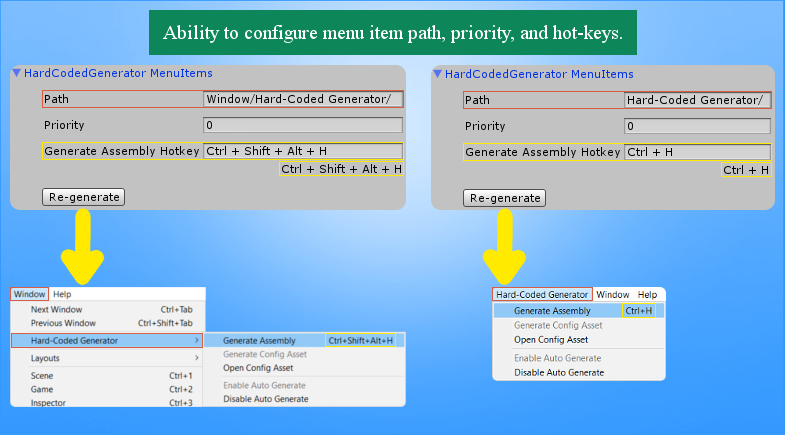 Ability to configure menu item path, priority, and hot-keys.
HardCodedGenerator MenuItems
Path Window/Hard-Coded Generator/
Priority 0
Generate Assembly Hotkey Ctrl + Shift + Alt + H
Ctrl + Shift + Alt + H
Re-generate
Window Help
Next Window Ctrl+Tab
Previous Window Ctrl+Shift+Tab
Hard-Coded Generator >
Layouts >
Scene Ctrl+1
Game Ctrl+2
Inspector Ctrl+3
Generate Assembly Ctrl+Shift+Alt+H
Generate Config Asset
Open Config Asset
Enable Auto Generate
Disable Auto Generate
HardCodedGenerator MenuItems
Path Hard-Coded Generator/
Priority 0
Generate Assembly Hotkey Ctrl + H
Ctrl + H
Re-generate
Hard-Coded Generator Window Help
Generate Assembly Ctrl+H
Generate Config Asset
Open Config Asset
Enable Auto Generate
Disable Auto Generate